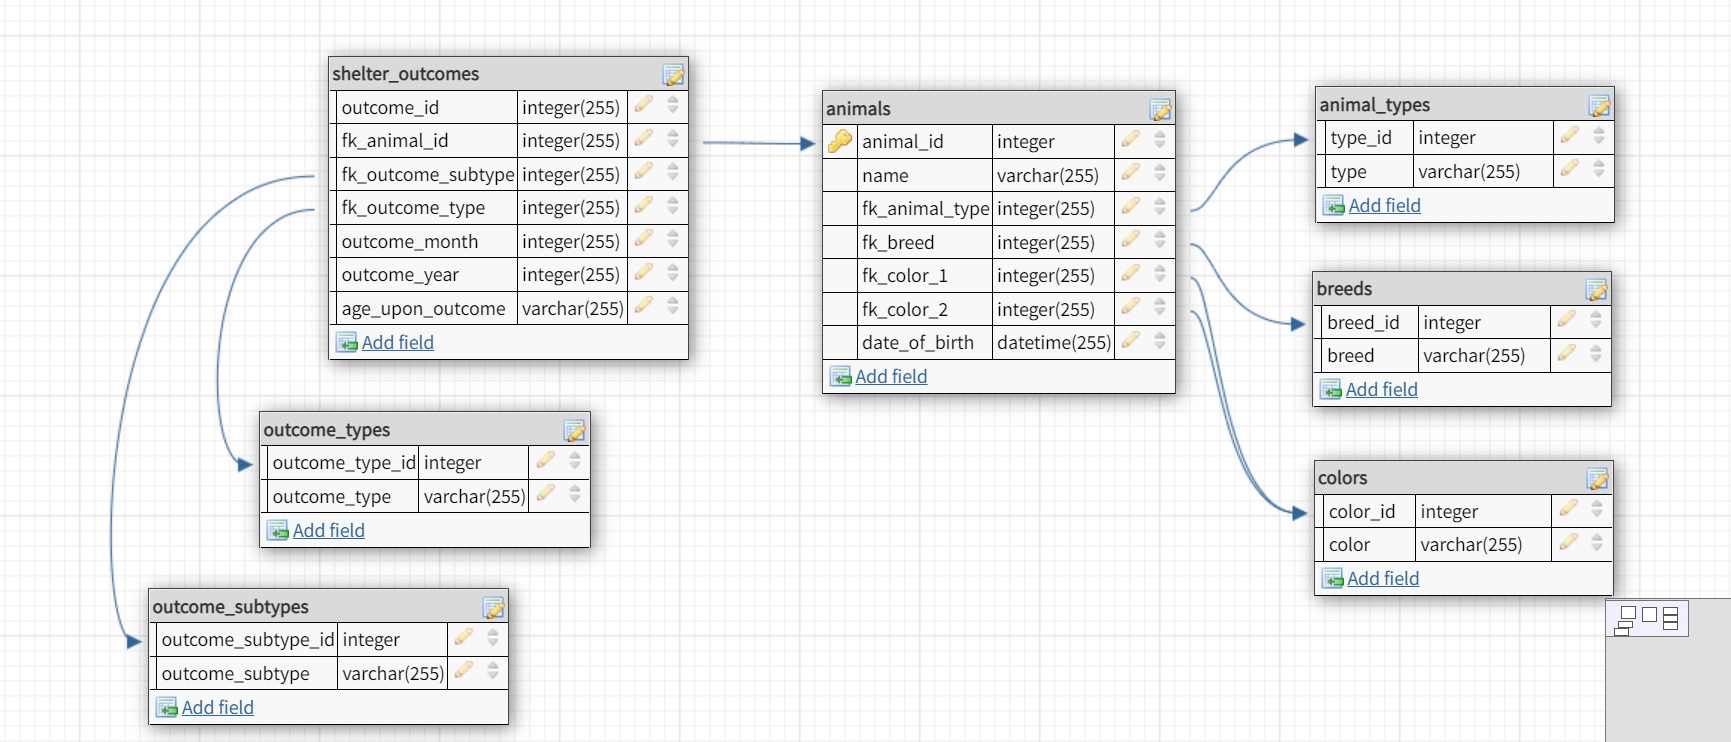 shelter_outcomes
outcome_id integer(255)
fk_animal_id integer(255)
fk_outcome_subtype integer(255)
fk_outcome_type integer(255)
outcome_month integer(255)
outcome_year integer(255)
age_upon_outcome varchar(255)
Add field
animals
animal_id integer
name varchar(255)
fk_animal_type integer(255)
fk_breed integer(255)
fk_color_1 integer(255)
fk_color_2 integer(255)
date_of_birth datetime(255)
Add field
animal_types
type_id integer
type varchar(255)
Add field
breeds
breed_id integer
breed varchar(255)
Add field
colors
color_id integer
color varchar(255)
Add field
outcome_types
outcome_type_id integer
outcome_type varchar(255)
Add field
outcome_subtypes
outcome_subtype_id integer
outcome_subtype varchar(255)
Add field